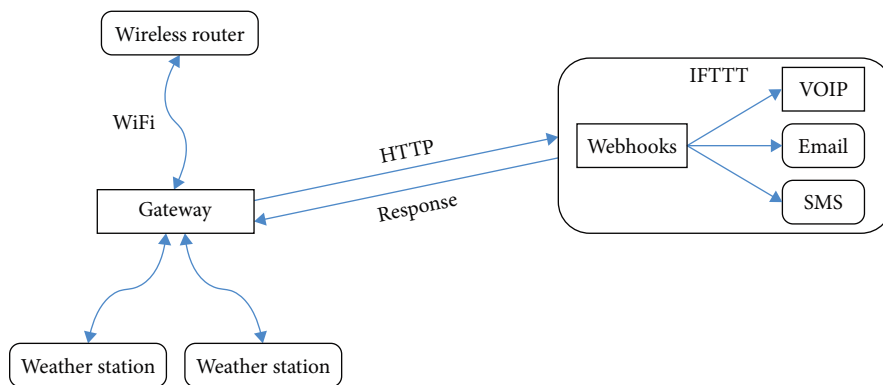 Wireless router
WiFi
Gateway
Weather station
Weather station
HTTP
Response
IFTTT
Webhooks
VOIP
Email
SMS